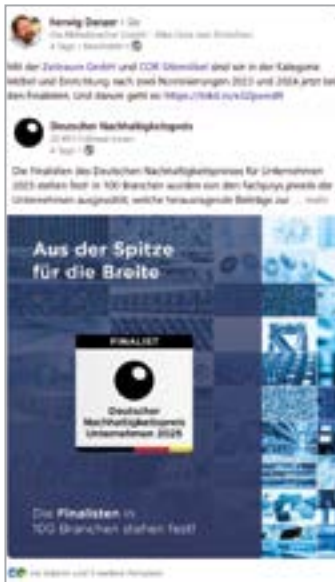 Herwig Danzer
Mit der Zeitraum GmbH und COR Sitzmöbel sind wir in der Kategorie
Möbel und Einrichtung nach zwei Nominierungen 2023 und 2024 jetzt bei
den Finalisten. Und darum geht es:
Deutscher Nachhaltigkeitspreis
4 Tage
Die Finalisten des Deutschen Nachhaltigkeitspreises für Unternehmen
2025 stehen fest! In 100 Branchen wurden von den Fachjurys jeweils die
Unternehmen ausgewählt, welche herausragende Beiträge zur ... mehr
Aus der Spitze
für die Breite
FINALIST
Deutscher
Nachhaltigkeitspreis
Unternehmen 2025
Die Finalisten in
100 Branchen stehen fest!